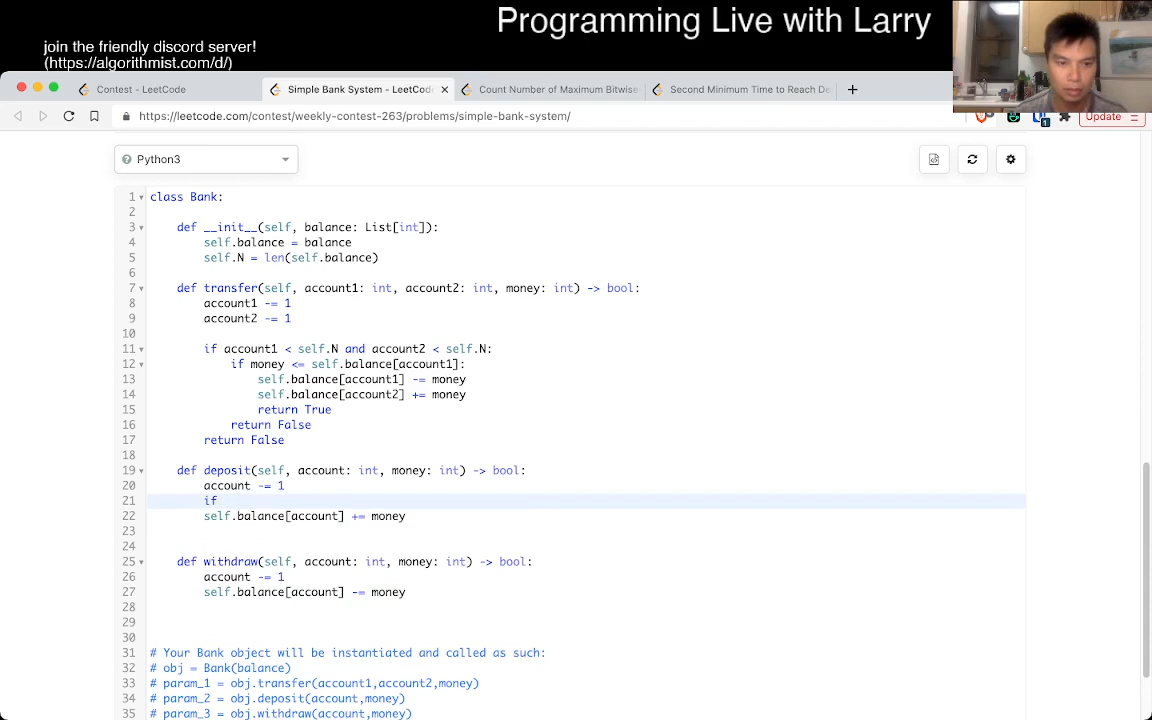 Programming Live with Larry
join the friendly discord server!
(https://algorithmist.com/d/)
Contest - LeetCode
Simple Bank System - LeetCode
Count Number of Maximum Bitwise
Second Minimum Time to Reach De
https://leetcode.com/contest/weekly-contest-263/problems/simple-bank-system/
Update
Python3
1 class Bank:
2
3 def __init__(self, balance: List[int]):
4 self.balance = balance
5 self.N = len(self.balance)
6
7 def transfer(self, account1: int, account2: int, money: int) -> bool:
8 account1 -= 1
9 account2 -= 1
10
11 if account1 < self.N and account2 < self.N:
12 if money <= self.balance[account1]:
13 self.balance[account1] -= money
14 self.balance[account2] += money
15 return True
16 return False
17 return False
18
19 def deposit(self, account: int, money: int) -> bool:
20 account -= 1
21 if
22 self.balance[account] += money
23
24
25 def withdraw(self, account: int, money: int) -> bool:
26 account -= 1
27 self.balance[account] -= money
28
29
30
31 # Your Bank object will be instantiated and called as such:
32 # obj = Bank(balance)
33 # param_1 = obj.transfer(account1,account2,money)
34 # param_2 = obj.deposit(account,money)
35 # param_3 = obj.withdraw(account,money)